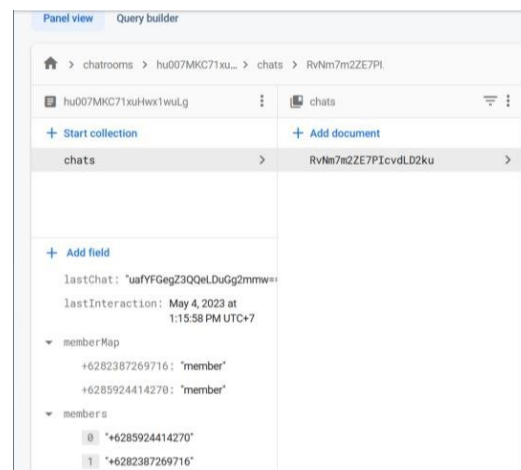 Panel view Query builder
chatrooms > hu007MKC71xu... > chats > RvNm7m2ZE7PI.
hu007MKC71xuHwx1wuLg
+ Start collection
chats >
+ Add field
lastChat: "uafYFGegZ3QQeLDuGg2mmw=
lastInteraction: May 4, 2023 at
1:15:58 PM UTC+7
memberMap
+6282387269716: "member"
+6285924414270: "member"
members
0 "+6285924414270"
1 "+6282387269716"
chats
+ Add document
RvNm7m2ZE7PIcvdLD2ku >